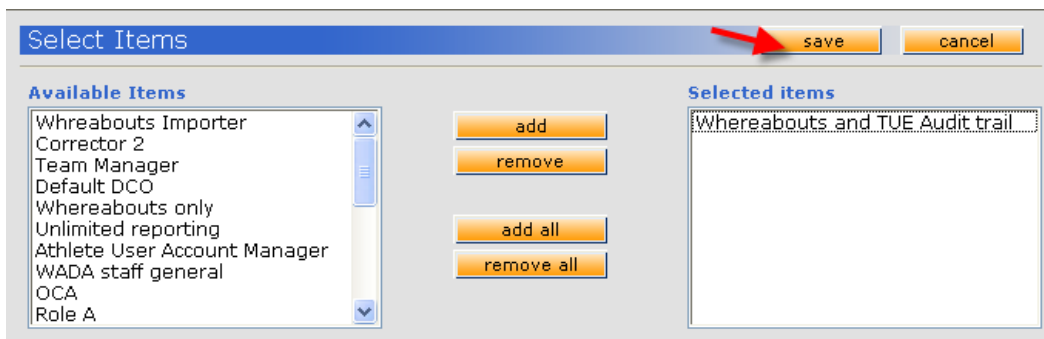 Select Items
save
cancel
Available Items
Whreabouts Importer
Corrector 2
Team Manager
Default DCO
Whereabouts only
Unlimited reporting
Athlete User Account Manager
WADA staff general
OCA
Role A
add
remove
add all
remove all
Selected items
Whereabouts and TUE Audit trail